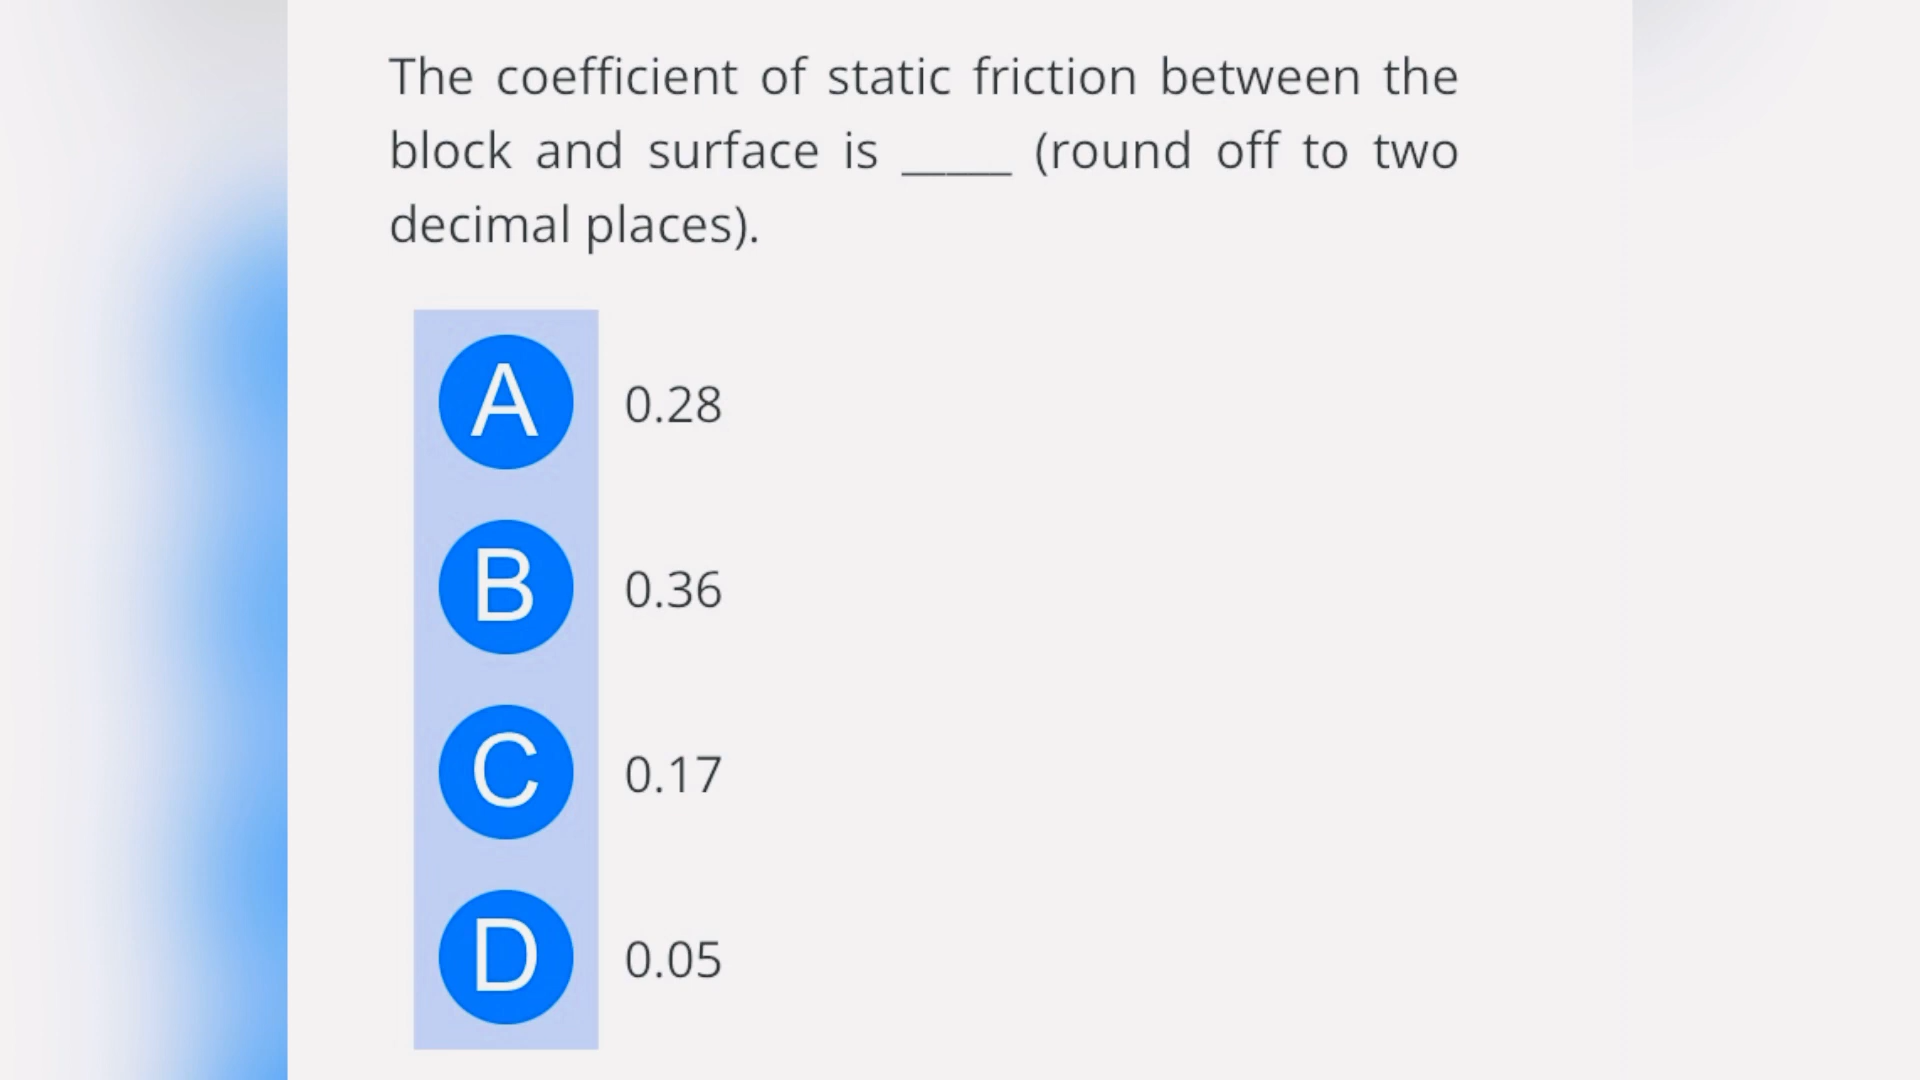 The coefficient of static friction between the
block and surface is _____ (round off to two
decimal places).
A 0.28
B 0.36
C 0.17
D 0.05